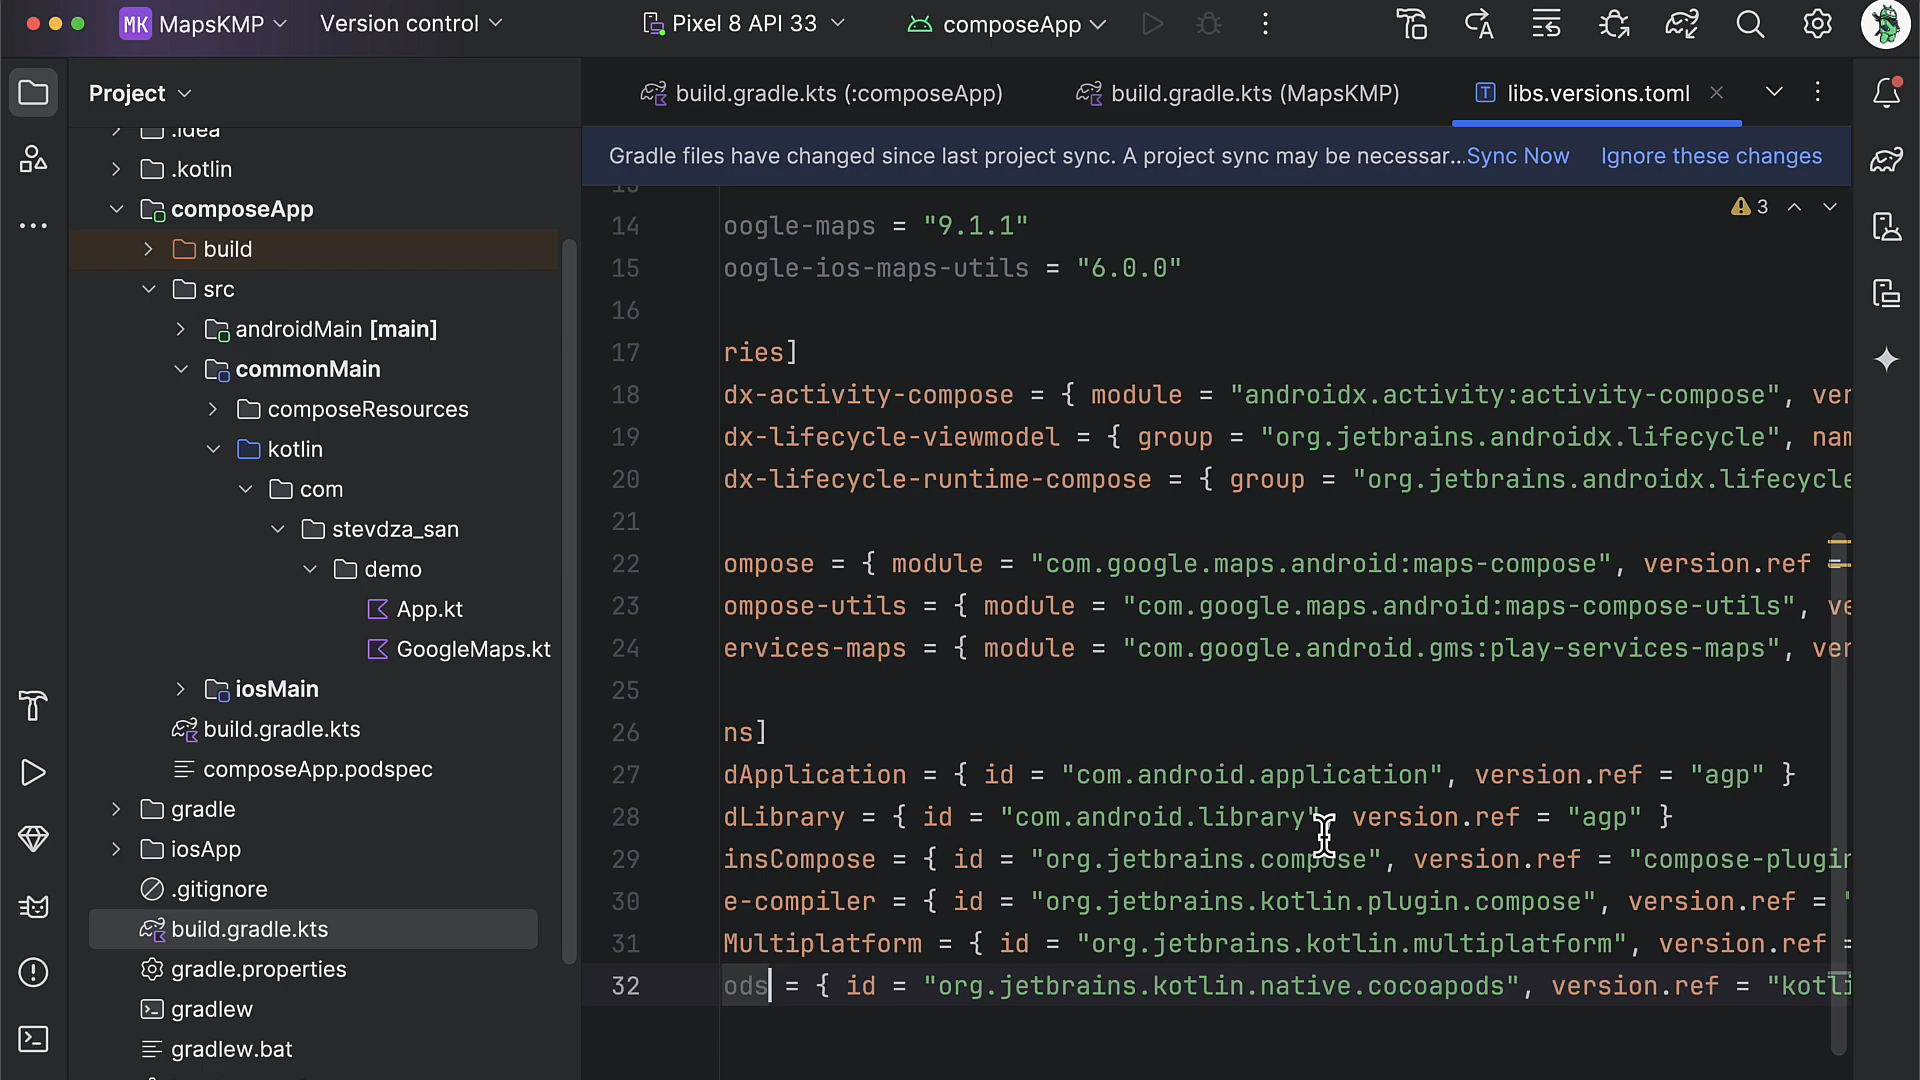 MK MapsKMP Version control Pixel 8 API 33 composeApp
Project
.idea
.kotlin
composeApp
build
src
androidMain [main]
commonMain
composeResources
kotlin
com
stevdza_san
demo
App.kt
GoogleMaps.kt
iosMain
build.gradle.kts
composeApp.podspec
gradle
iosApp
.gitignore
build.gradle.kts
gradle.properties
gradlew
gradlew.bat
build.gradle.kts (:composeApp) build.gradle.kts (MapsKMP) libs.versions.toml
Gradle files have changed since last project sync. A project sync may be necessar... Sync Now Ignore these changes
3
13
14 oogle-maps = "9.1.1"
15 oogle-ios-maps-utils = "6.0.0"
16
17 ries]
18 dx-activity-compose = { module = "androidx.activity:activity-compose", ver
19 dx-lifecycle-viewmodel = { group = "org.jetbrains.androidx.lifecycle", nam
20 dx-lifecycle-runtime-compose = { group = "org.jetbrains.androidx.lifecycle
21
22 ompose = { module = "com.google.maps.android:maps-compose", version.ref =
23 ompose-utils = { module = "com.google.maps.android:maps-compose-utils", ve
24 ervices-maps = { module = "com.google.android.gms:play-services-maps", ver
25
26 ns]
27 dApplication = { id = "com.android.application", version.ref = "agp" }
28 dLibrary = { id = "com.android.library", version.ref = "agp" }
29 insCompose = { id = "org.jetbrains.compose", version.ref = "compose-plugin
30 e-compiler = { id = "org.jetbrains.kotlin.plugin.compose", version.ref = "
31 Multiplatform = { id = "org.jetbrains.kotlin.multiplatform", version.ref =
32 ods = { id = "org.jetbrains.kotlin.native.cocoapods", version.ref = "kotli